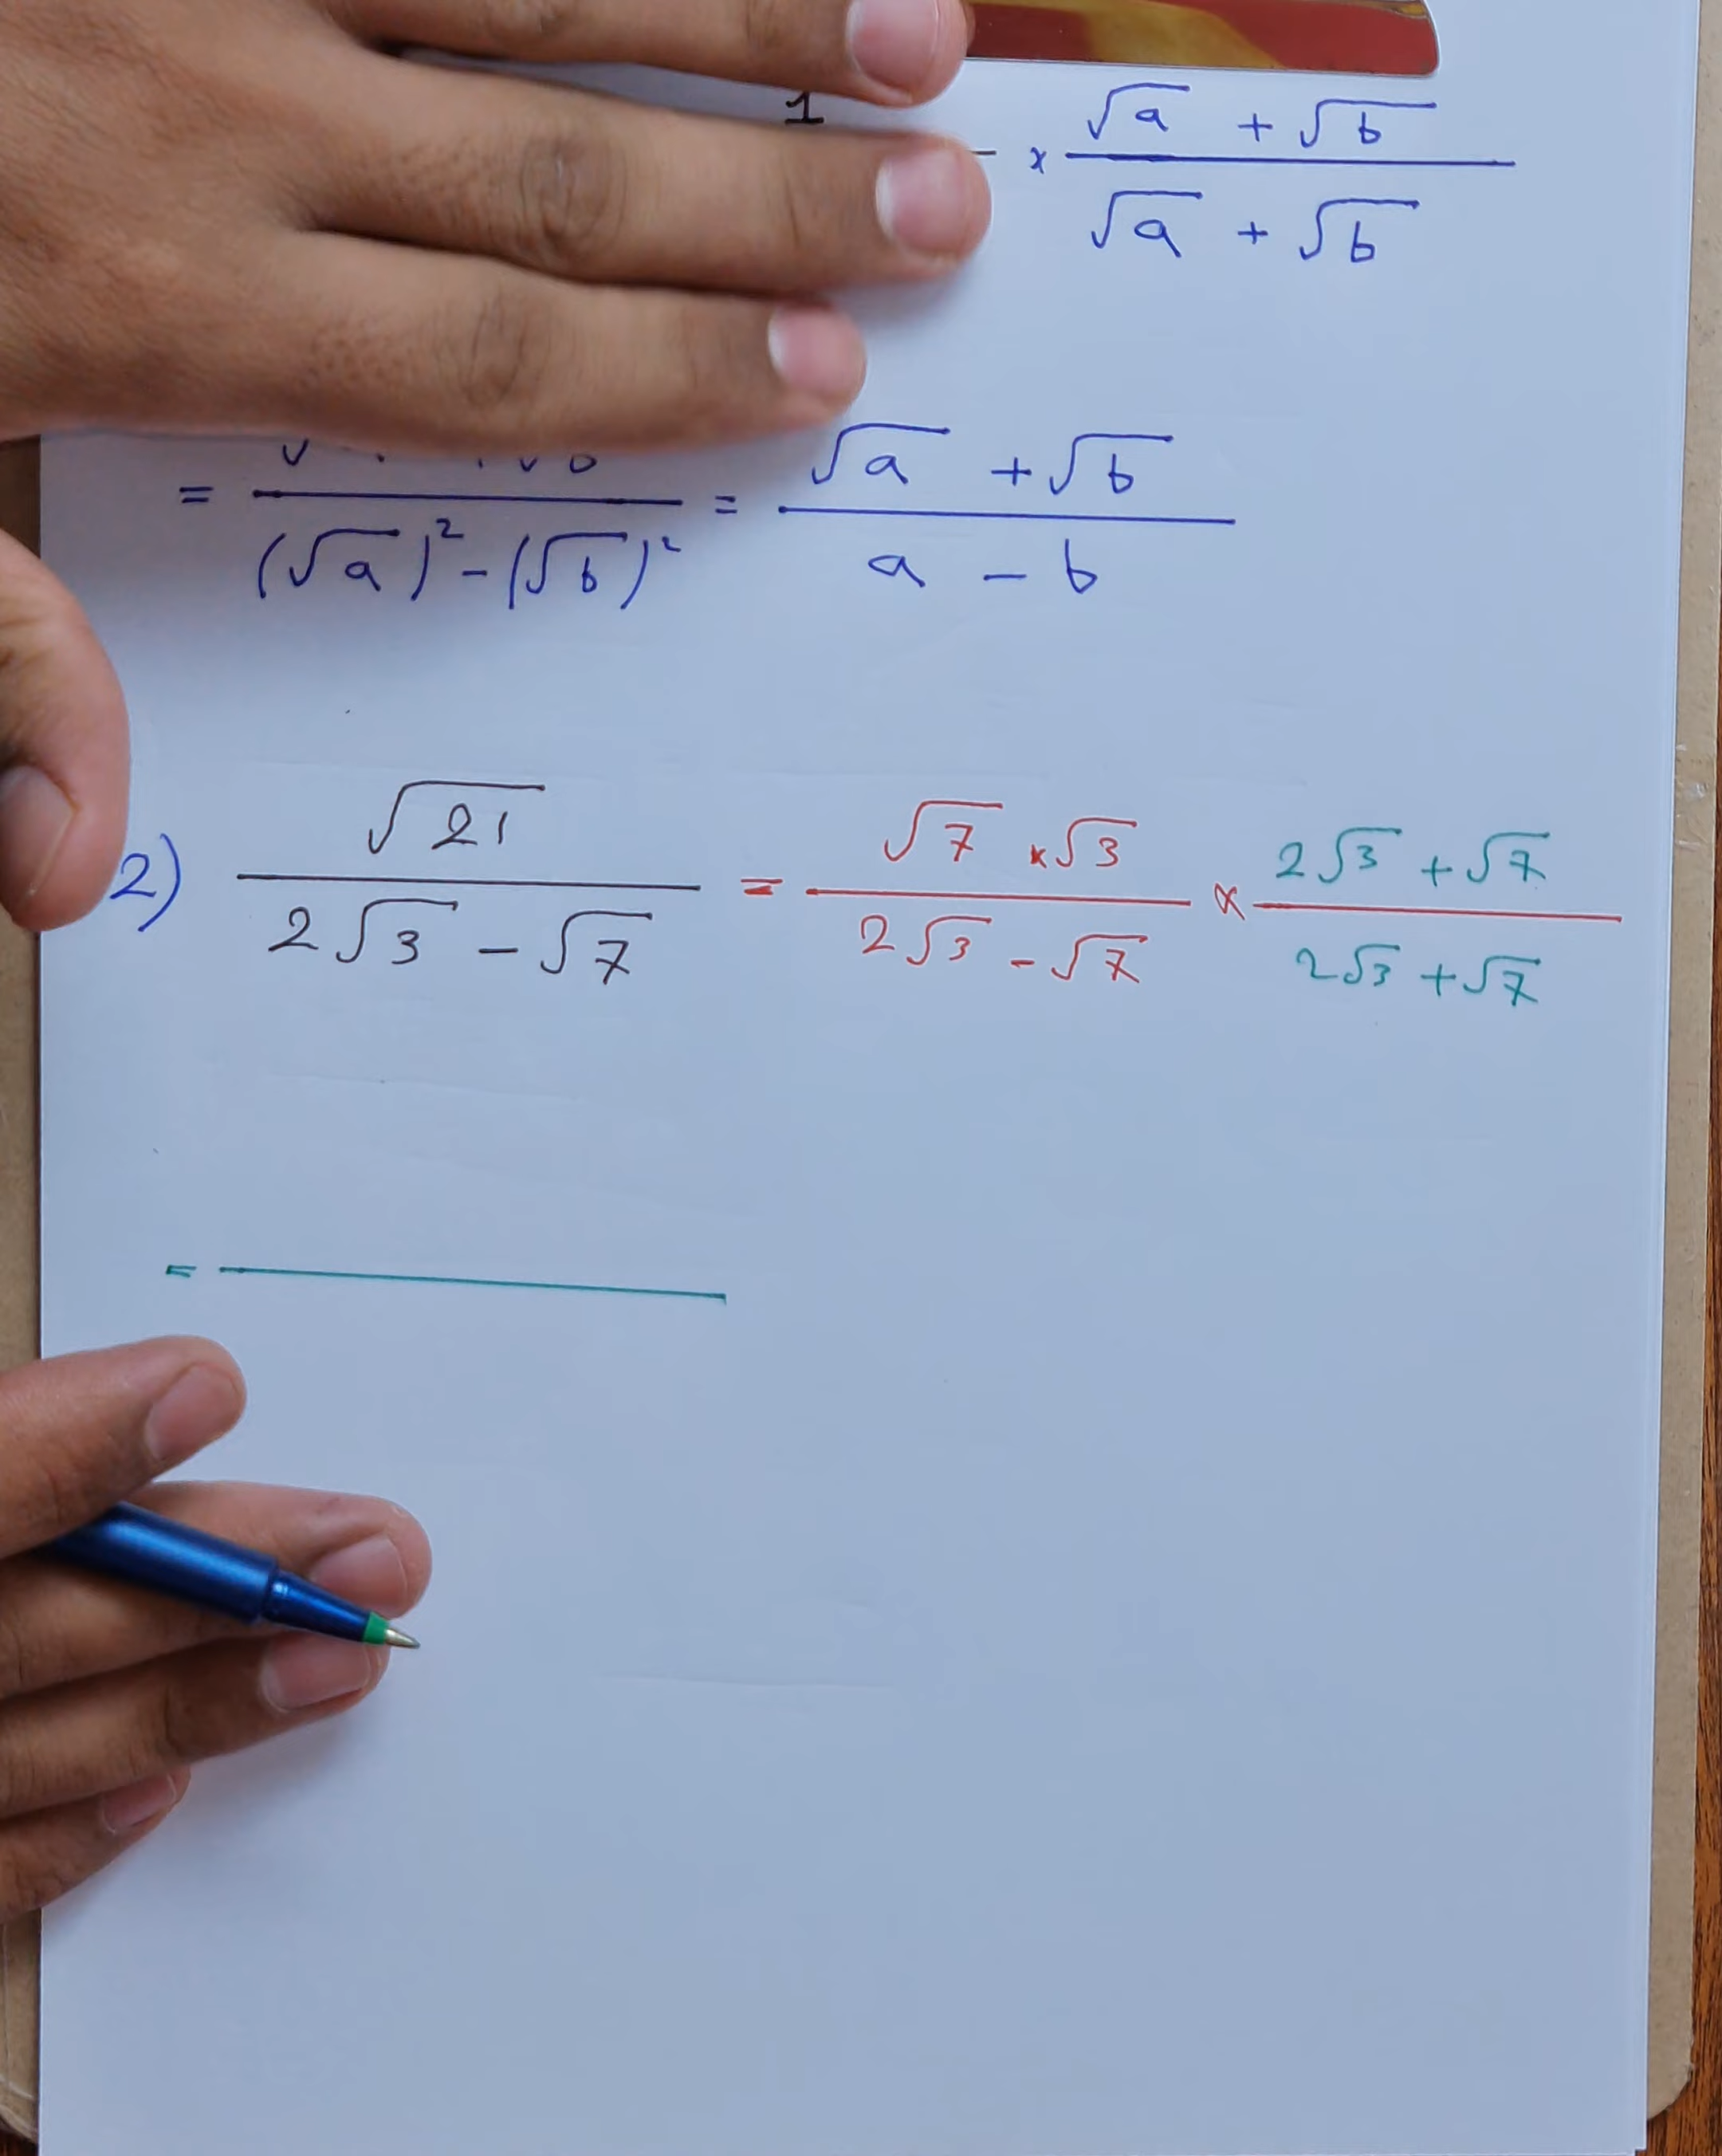 1 — × (√a + √b)/(√a + √b)
= /((√a)² - (√b)²) = (√a + √b)/(a - b)
2) √21/(2√3 - √7) = (√7 × √3)/(2√3 - √7) × (2√3 + √7)/(2√3 + √7)
=